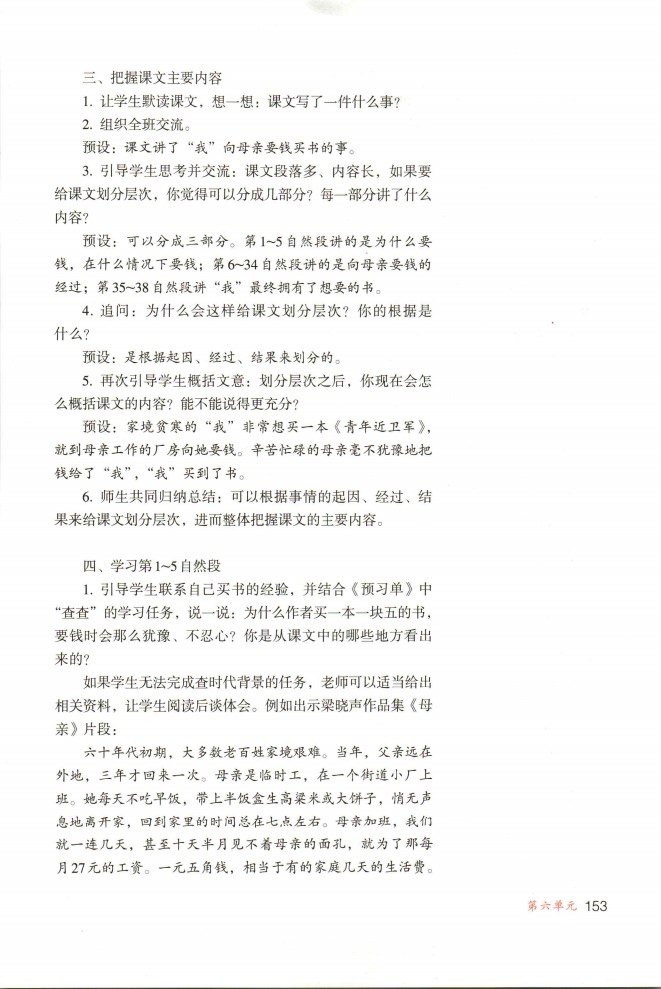 三、把握课文主要内容
1. 让学生默读课文，想一想：课文写了一件什么事？
2. 组织全班交流。
预设：课文讲了“我”向母亲要钱买书的事。
3. 引导学生思考并交流：课文段落多、内容长，如果要
给课文划分层次，你觉得可以分成几部分？每一部分讲了什么
内容？
预设：可以分成三部分。第1~5自然段讲的是为什么要
钱，在什么情况下要钱；第6~34自然段讲的是向母亲要钱的
经过；第35~38自然段讲“我”最终拥有了想要的书。
4. 追问：为什么会这样给课文划分层次？你的根据是
什么？
预设：是根据起因、经过、结果来划分的。
5. 再次引导学生概括文意：划分层次之后，你现在会怎
么概括课文的内容？能不能说得更充分？
预设：家境贫寒的“我”非常想买一本《青年近卫军》，
就到母亲工作的厂房向她要钱。辛苦忙碌的母亲毫不犹豫地把
钱给了“我”，“我”买到了书。
6. 师生共同归纳总结：可以根据事情的起因、经过、结
果来给课文划分层次，进而整体把握课文的主要内容。
四、学习第1~5自然段
1. 引导学生联系自己买书的经验，并结合《预习单》中
“查查”的学习任务，说一说：为什么作者买一本一块五的书，
要钱时会那么犹豫、不忍心？你是从课文中的哪些地方看出
来的？
如果学生无法完成查时代背景的任务，老师可以适当给出
相关资料，让学生阅读后谈体会。例如出示梁晓声作品集《母
亲》片段：
六十年代初期，大多数老百姓家境艰难。当年，父亲远在
外地，三年才回来一次。母亲是临时工，在一个街道小厂上
班。她每天不吃早饭，带上半饭盒生高粱米或大饼子，悄无声
息地离开家，回到家里的时间总在七点左右。母亲加班，我们
就一连几天，甚至十天半月见不着母亲的面孔，就为了那每
月27元的工资。一元五角钱，相当于有的家庭几天的生活费。
第六单元 153